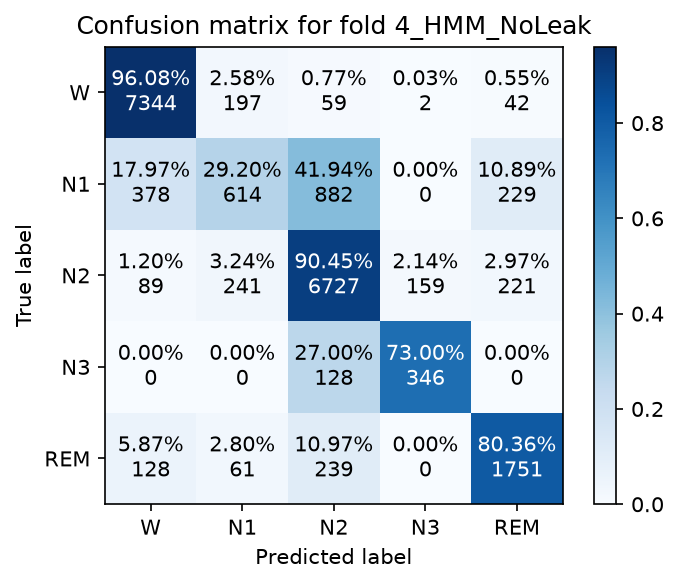 Confusion matrix for fold 4_HMM_NoLeak
True label
W
96.08% 2.58% 0.77% 0.03% 0.55%
7344 197 59 2 42
N1
17.97% 29.20% 41.94% 0.00% 10.89%
378 614 882 0 229
N2
1.20% 3.24% 90.45% 2.14% 2.97%
89 241 6727 159 221
N3
0.00% 0.00% 27.00% 73.00% 0.00%
0 0 128 346 0
REM
5.87% 2.80% 10.97% 0.00% 80.36%
128 61 239 0 1751
W N1 N2 N3 REM
Predicted label
0.8
0.6
0.4
0.2
0.0